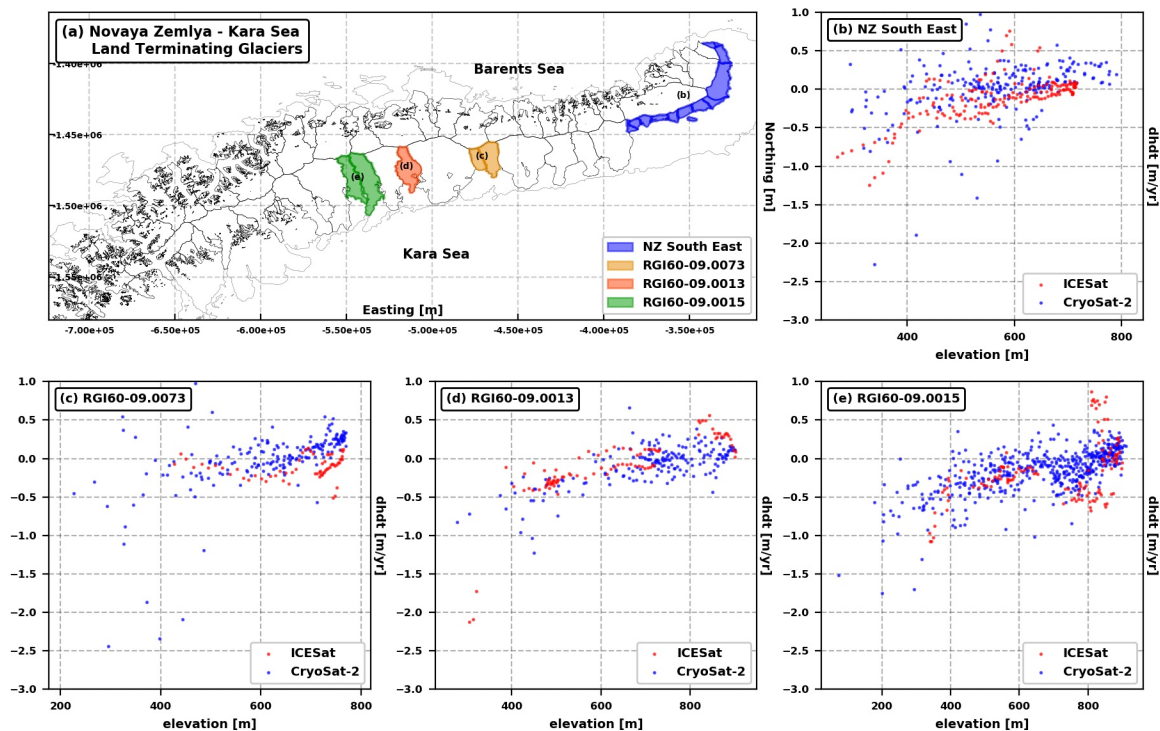 (a) Novaya Zemlya - Kara Sea
Land Terminating Glaciers
Barents Sea
Kara Sea
(b)
(c)
(d)
(e)
-1.40e+06
-1.45e+06
-1.50e+06
-1.55e+06
Northing [m]
NZ South East
RGI60-09.0073
RGI60-09.0013
RGI60-09.0015
Easting [m]
-7.00e+05 -6.50e+05 -6.00e+05 -5.50e+05 -5.00e+05 -4.50e+05 -4.00e+05 -3.50e+05
(b) NZ South East
1.0
0.5
0.0
−0.5
−1.0
−1.5
−2.0
−2.5
−3.0
dhdt [m/yr]
ICESat
CryoSat-2
400 600 800
elevation [m]
(c) RGI60-09.0073
1.0
0.5
0.0
−0.5
−1.0
−1.5
−2.0
−2.5
−3.0
dhdt [m/yr]
ICESat
CryoSat-2
200 400 600 800
elevation [m]
(d) RGI60-09.0013
1.0
0.5
0.0
−0.5
−1.0
−1.5
−2.0
−2.5
−3.0
dhdt [m/yr]
ICESat
CryoSat-2
400 600 800
elevation [m]
(e) RGI60-09.0015
1.0
0.5
0.0
−0.5
−1.0
−1.5
−2.0
−2.5
−3.0
dhdt [m/yr]
ICESat
CryoSat-2
0 200 400 600 800
elevation [m]